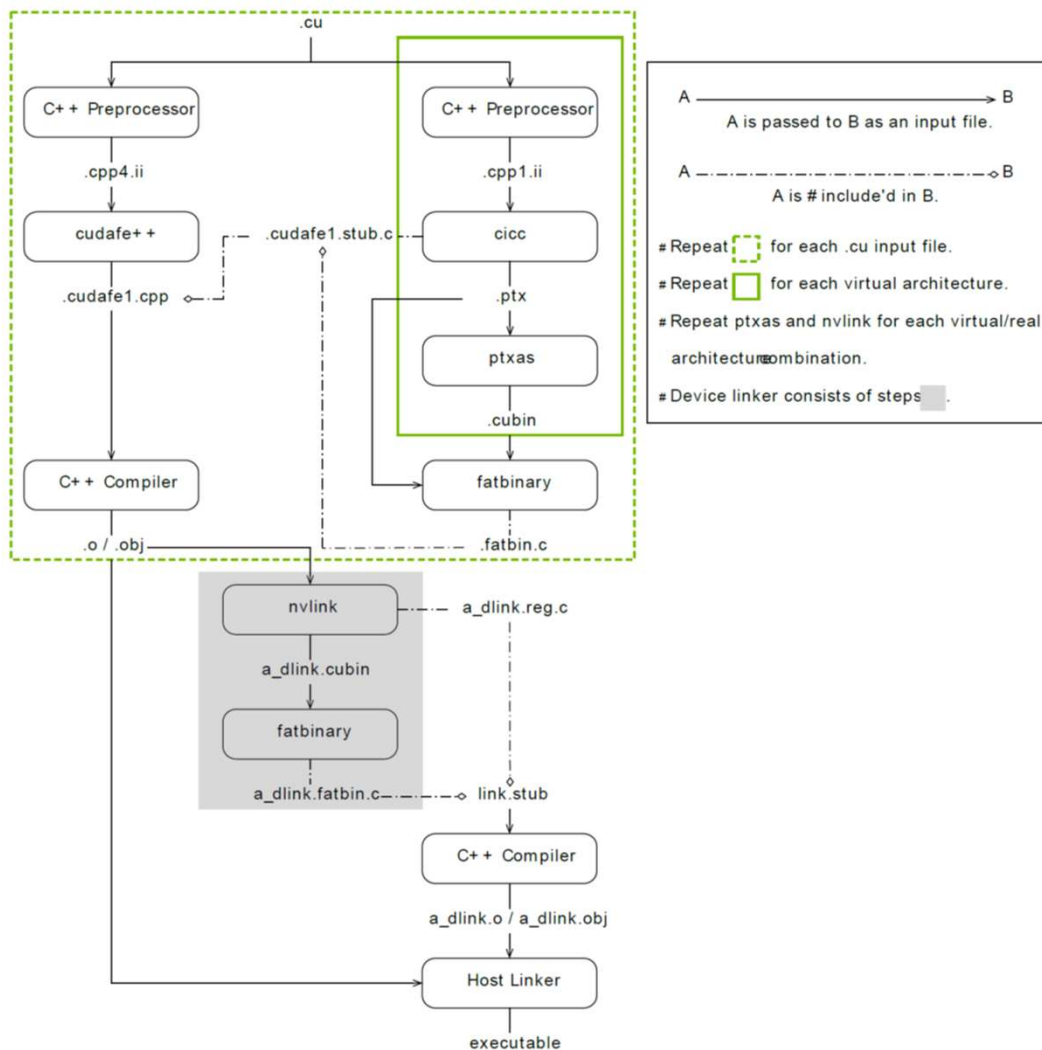 .cu
C++ Preprocessor
C++ Preprocessor
A
B
A is passed to B as an input file.
.cpp4.ii
.cpp1.ii
A
B
A is # include'd in B.
cudafe++
.cudafe1.stub.c
cicc
# Repeat for each .cu input file.
.cudafe1.cpp
.ptx
# Repeat for each virtual architecture.
# Repeat ptxas and nvlink for each virtual/real
ptxas
architecture combination.
# Device linker consists of steps .
.cubin
C++ Compiler
fatbinary
.o / .obj
.fatbin.c
nvlink
a_dlink.reg.c
a_dlink.cubin
fatbinary
a_dlink.fatbin.c
link.stub
C++ Compiler
a_dlink.o / a_dlink.obj
Host Linker
executable